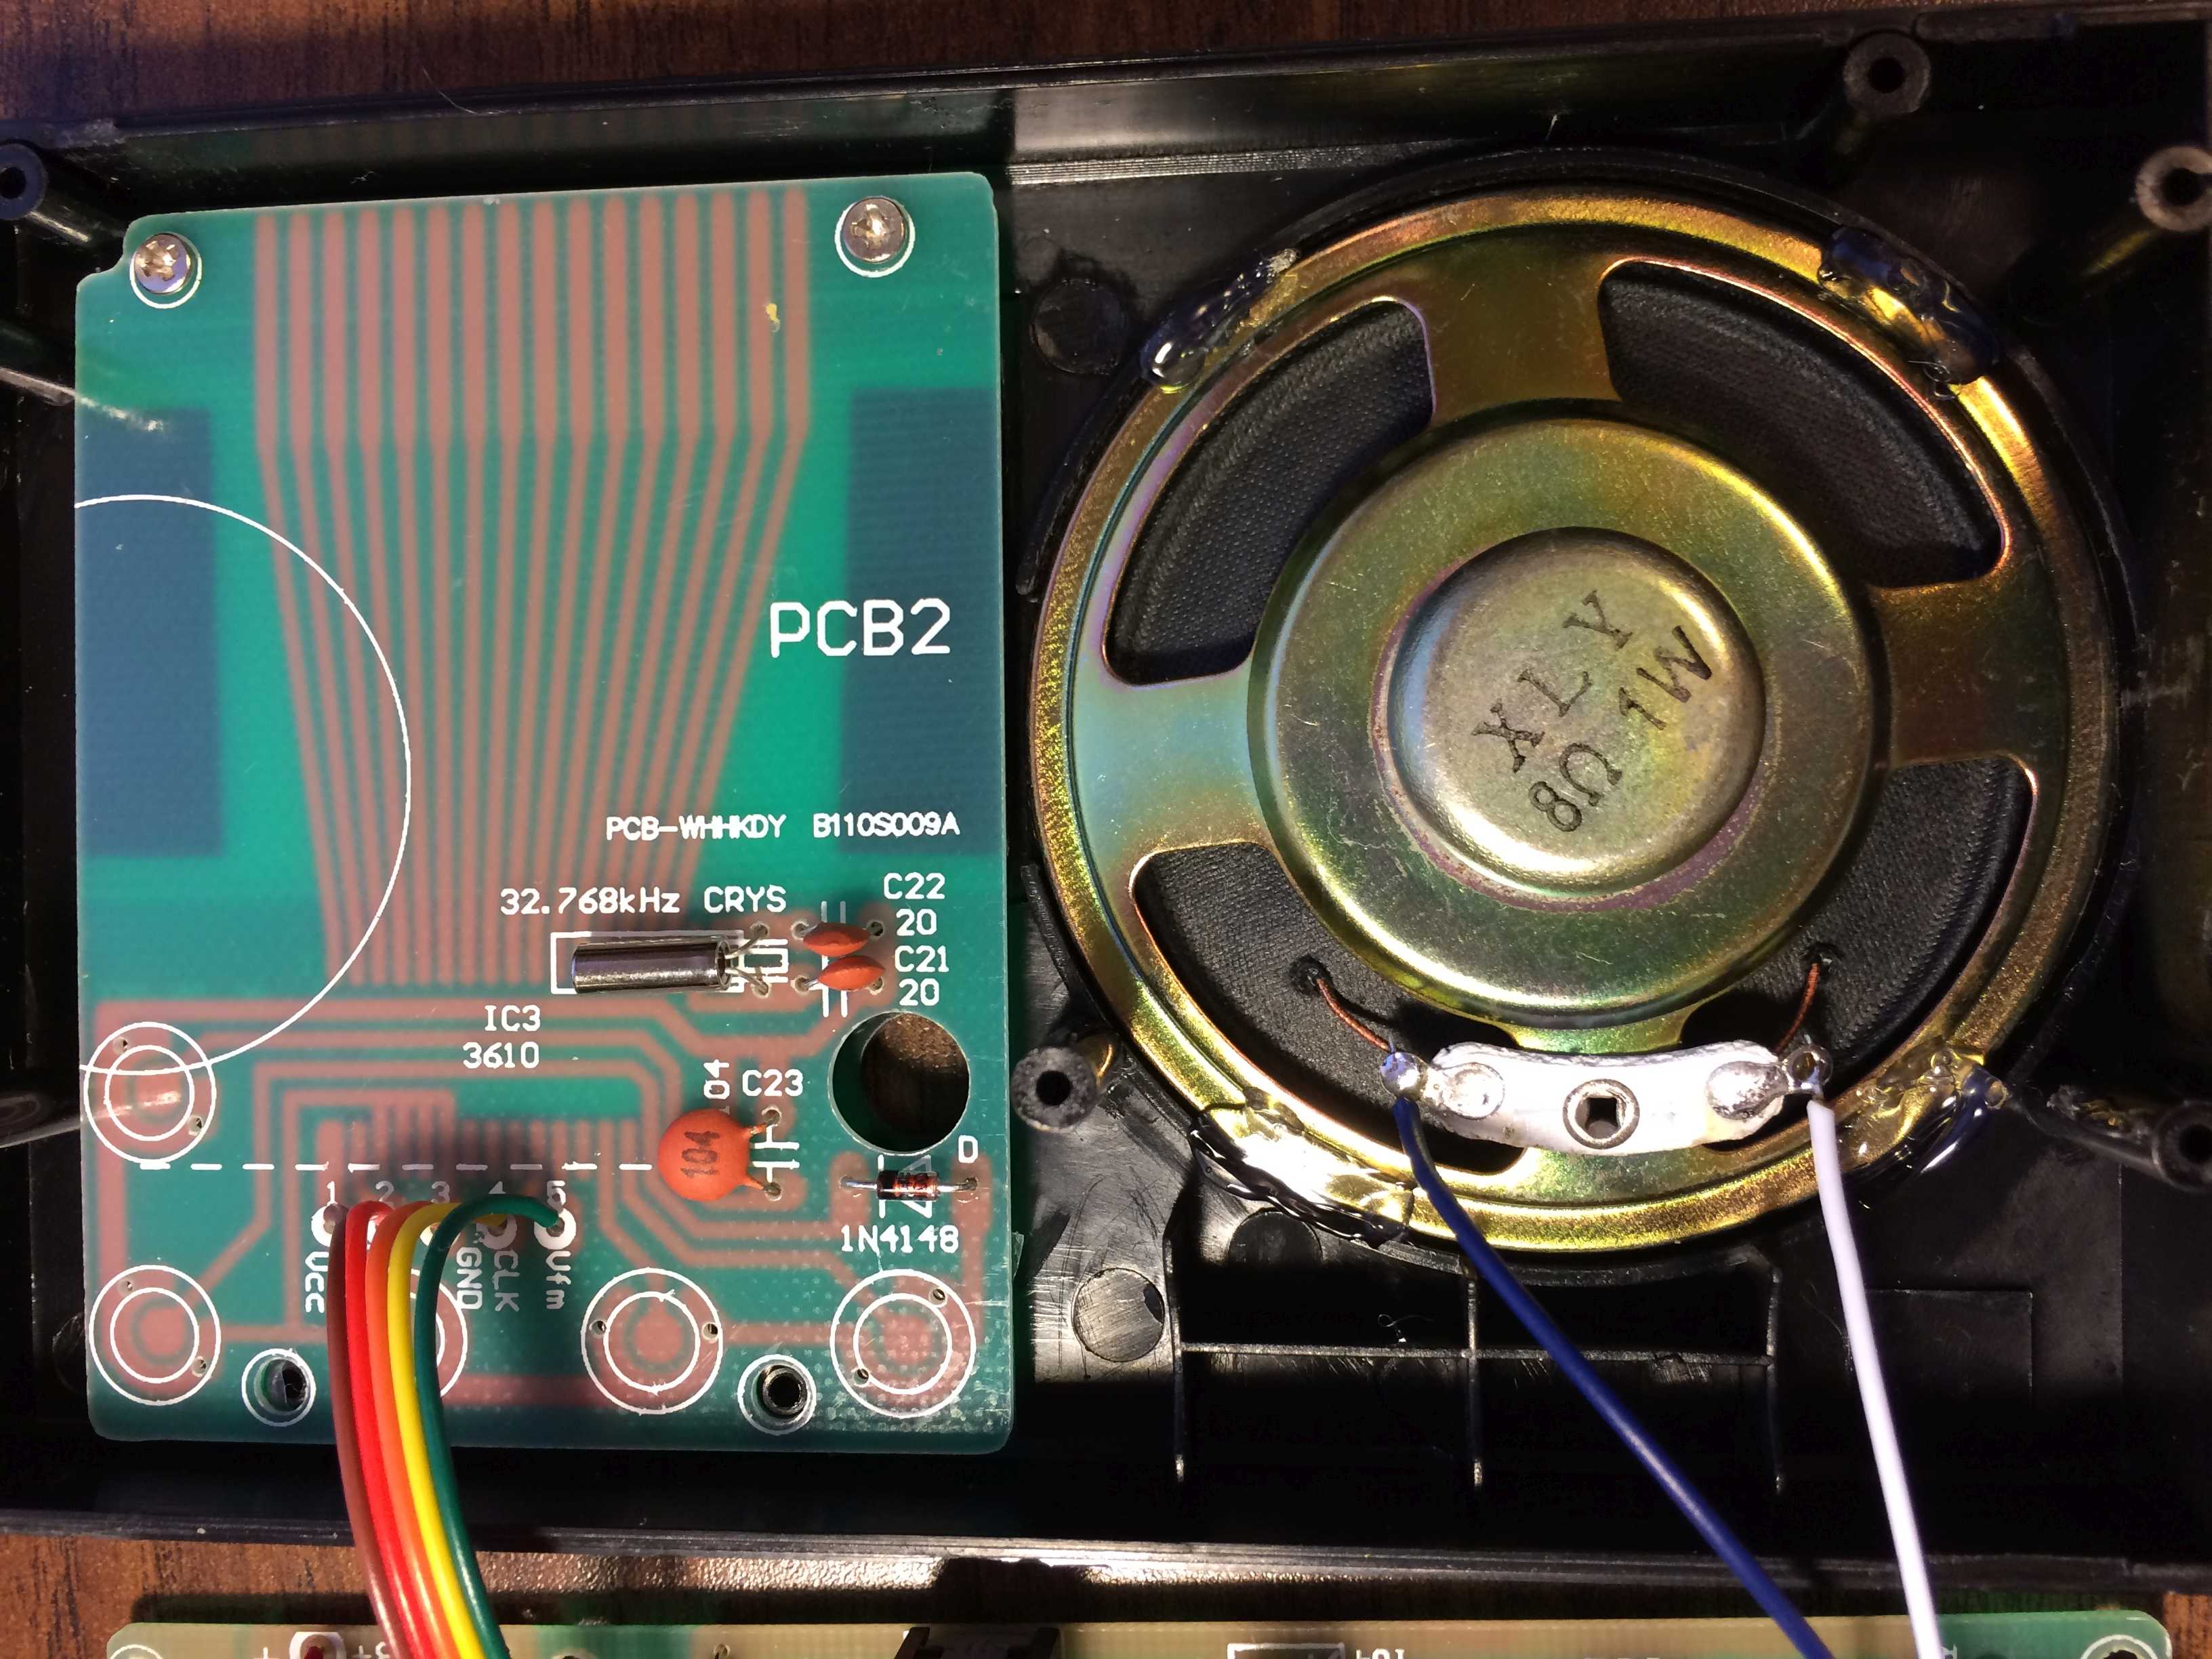 PCB2
PCB-WHHKDY B110S009A
32.768kHz CRYS
C22
20
C21
20
IC3
3610
104
C23
104
D
1N4148
1 2 3 4 5
Vcc
GND
CLK
Vfm
XLY
8Ω 1W